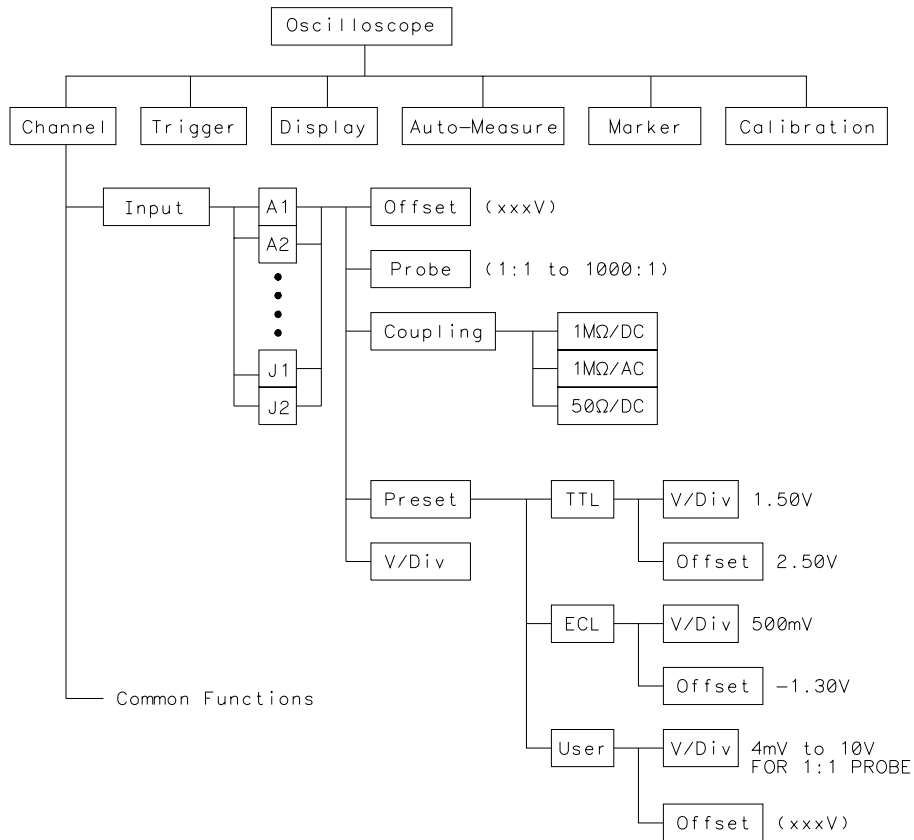 Oscilloscope
Channel
Trigger
Display
Auto-Measure
Marker
Calibration
Input
A1
A2
J1
J2
Offset (xxxV)
Probe (1:1 to 1000:1)
Coupling
1MΩ/DC
1MΩ/AC
50Ω/DC
Preset
TTL
V/Div 1.50V
Offset 2.50V
V/Div
ECL
V/Div 500mV
Offset -1.30V
Common Functions
User
V/Div 4mV to 10V
FOR 1:1 PROBE
Offset (xxxV)